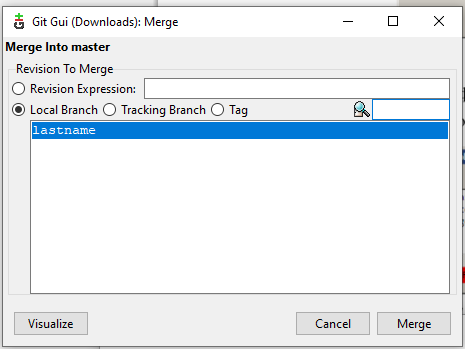 Git Gui (Downloads): Merge
Merge Into master
Revision To Merge
Revision Expression:
Local Branch Tracking Branch Tag
lastname
Visualize Cancel Merge